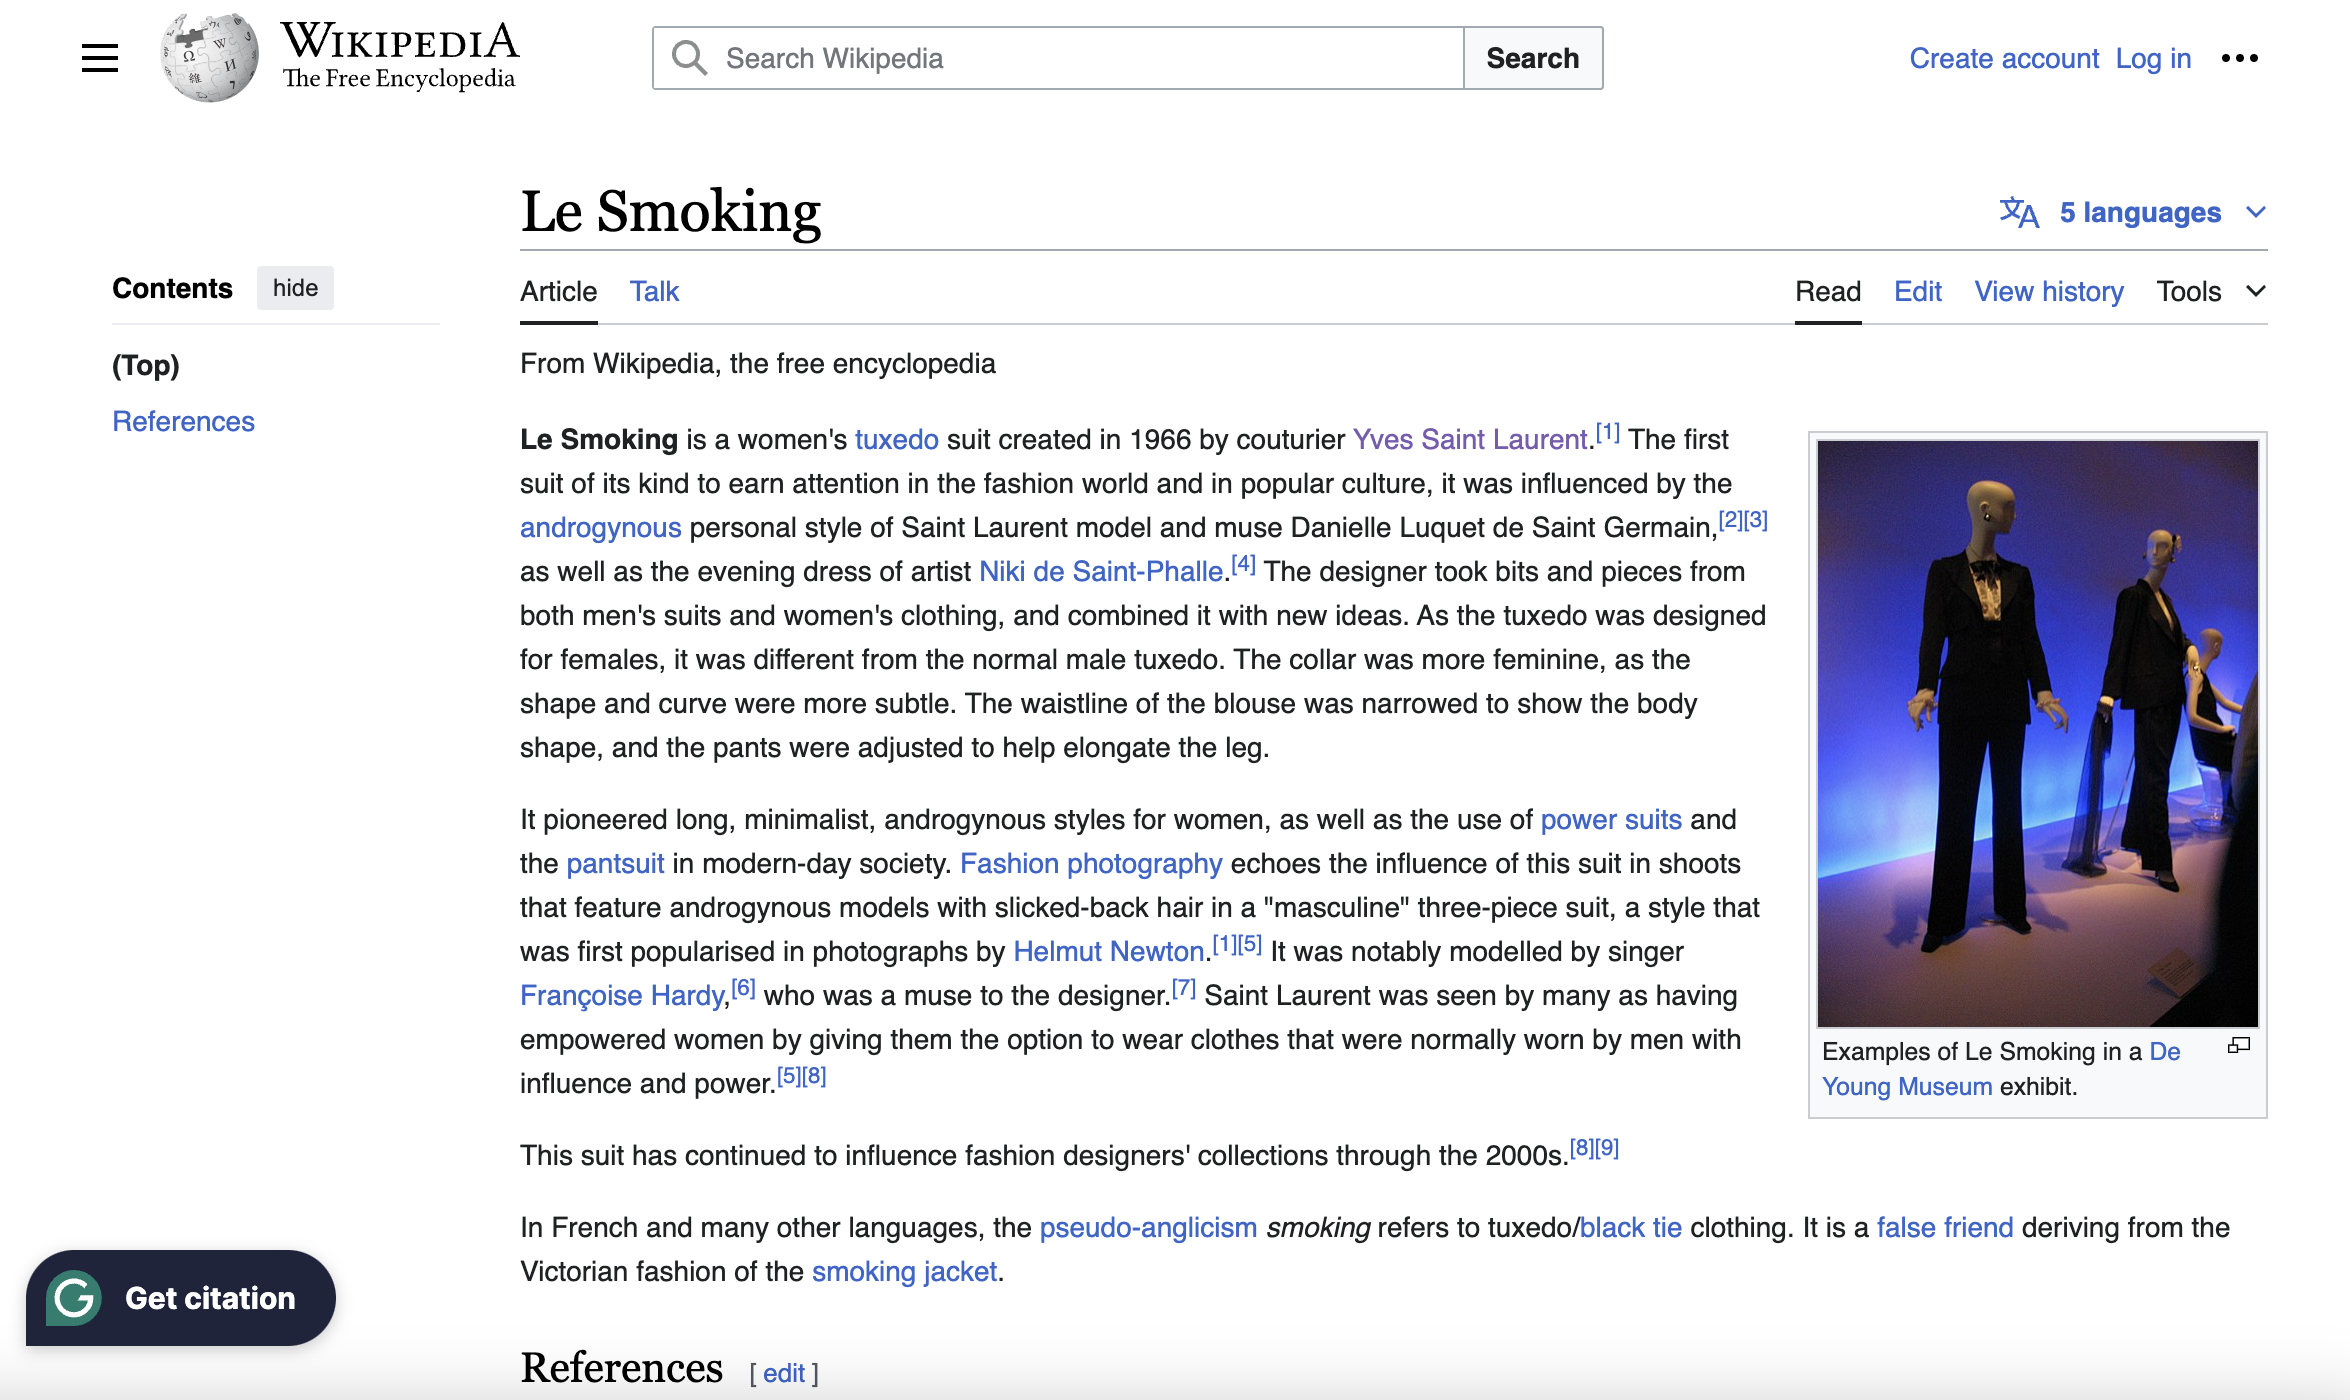 WIKIPEDIA
The Free Encyclopedia
Search Wikipedia
Search
Create account Log in
Le Smoking
5 languages
Contents hide
Article Talk
Read Edit View history Tools
(Top)
References
From Wikipedia, the free encyclopedia
Le Smoking is a women's tuxedo suit created in 1966 by couturier Yves Saint Laurent.[1] The first
suit of its kind to earn attention in the fashion world and in popular culture, it was influenced by the
androgynous personal style of Saint Laurent model and muse Danielle Luquet de Saint Germain,[2][3]
as well as the evening dress of artist Niki de Saint-Phalle.[4] The designer took bits and pieces from
both men's suits and women's clothing, and combined it with new ideas. As the tuxedo was designed
for females, it was different from the normal male tuxedo. The collar was more feminine, as the
shape and curve were more subtle. The waistline of the blouse was narrowed to show the body
shape, and the pants were adjusted to help elongate the leg.
It pioneered long, minimalist, androgynous styles for women, as well as the use of power suits and
the pantsuit in modern-day society. Fashion photography echoes the influence of this suit in shoots
that feature androgynous models with slicked-back hair in a "masculine" three-piece suit, a style that
was first popularised in photographs by Helmut Newton.[1][5] It was notably modelled by singer
Françoise Hardy,[6] who was a muse to the designer.[7] Saint Laurent was seen by many as having
empowered women by giving them the option to wear clothes that were normally worn by men with
influence and power.[5][8]
Examples of Le Smoking in a De
Young Museum exhibit.
This suit has continued to influence fashion designers' collections through the 2000s.[8][9]
In French and many other languages, the pseudo-anglicism smoking refers to tuxedo/black tie clothing. It is a false friend deriving from the
Victorian fashion of the smoking jacket.
Get citation
References [ edit ]